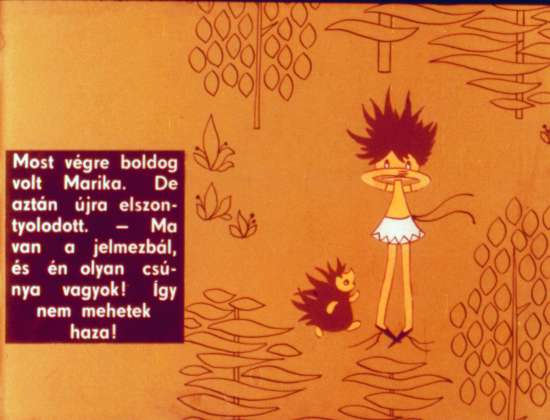 Most végre boldog
volt Marika. De
aztán újra elszon-
tyolodott. – Ma
van a jelmezbál,
és én olyan csú-
nya vagyok! Így
nem mehetek
haza!